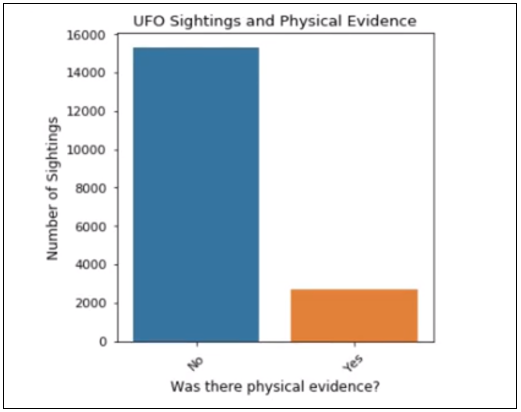 UFO Sightings and Physical Evidence
16000
14000
12000
10000
8000
6000
4000
2000
0
Number of Sightings
No
Yes
Was there physical evidence?